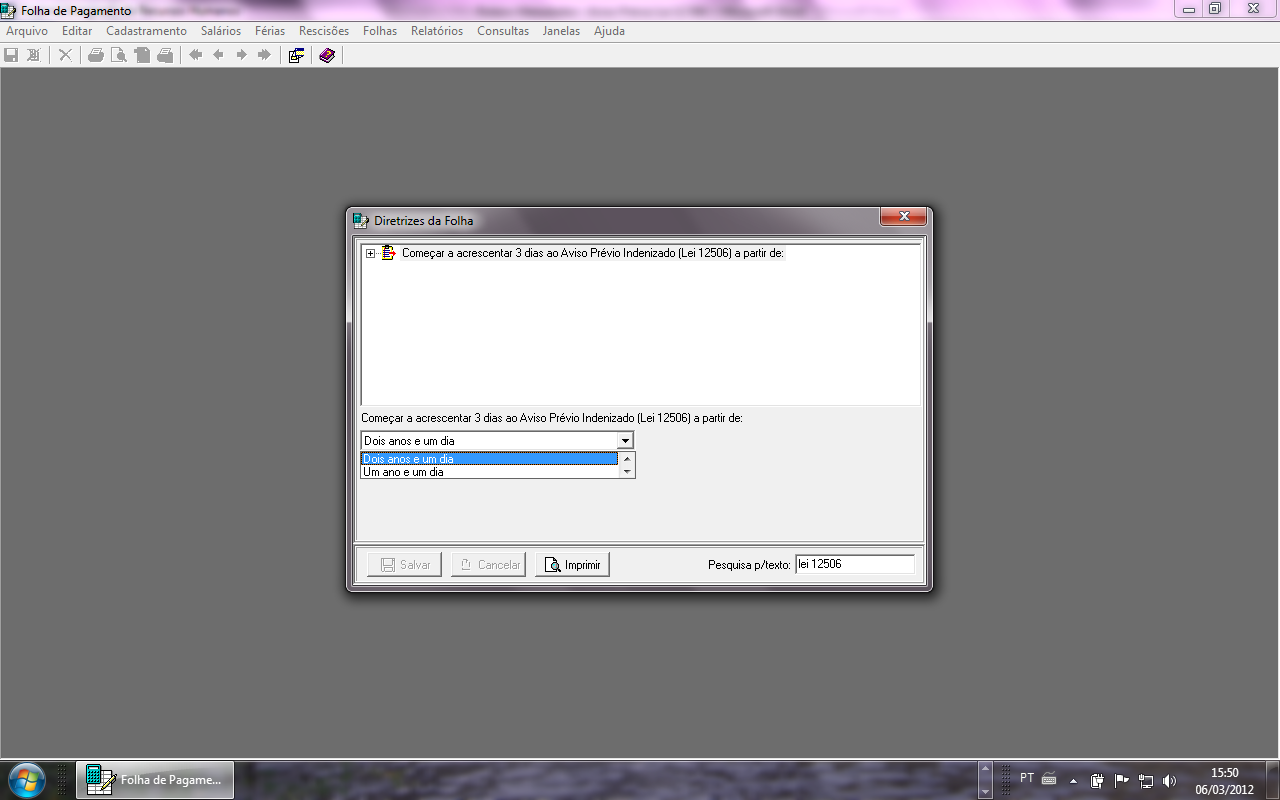 Folha de Pagamento
Arquivo Editar Cadastramento Salários Férias Rescisões Folhas Relatórios Consultas Janelas Ajuda
Diretrizes da Folha
Começar a acrescentar 3 dias ao Aviso Prévio Indenizado (Lei 12506) a partir de:
Começar a acrescentar 3 dias ao Aviso Prévio Indenizado (Lei 12506) a partir de:
Dois anos e um dia
Dois anos e um dia
Um ano e um dia
Salvar Cancelar Imprimir Pesquisa p/texto: lei 12506
Folha de Pagame...
PT
15:50
06/03/2012